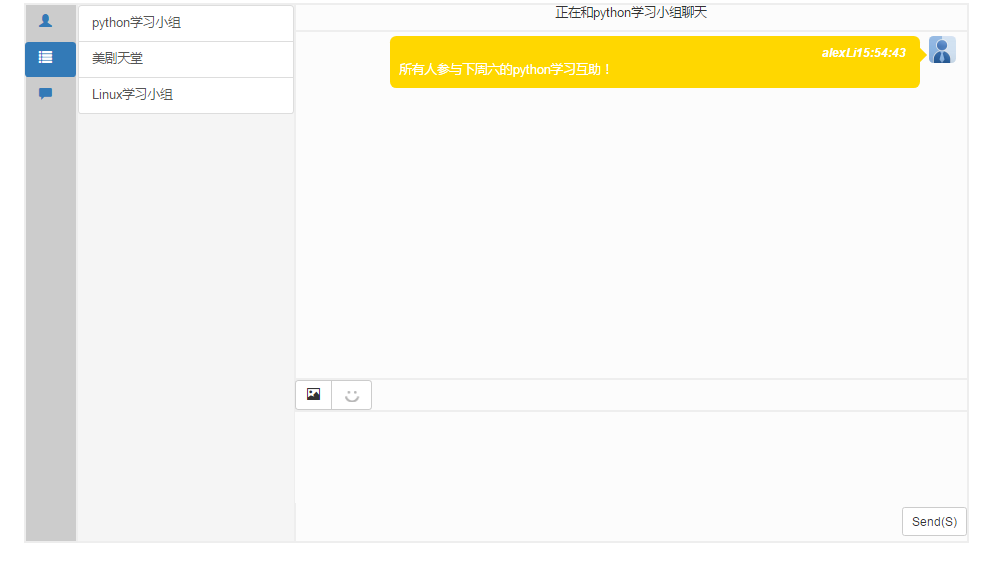 python学习小组
美剧天堂
Linux学习小组
正在和python学习小组聊天
alexLi15:54:43
所有人参与下周六的python学习互助！
Send(S)